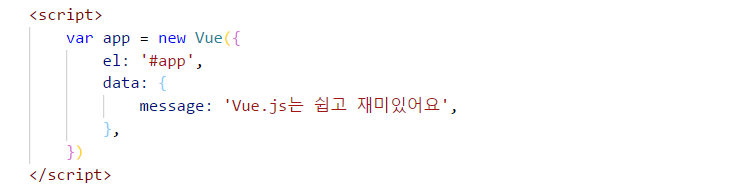 <script>
var app = new Vue({
el: '#app',
data: {
message: 'Vue.js는 쉽고 재미있어요',
},
})
</script>